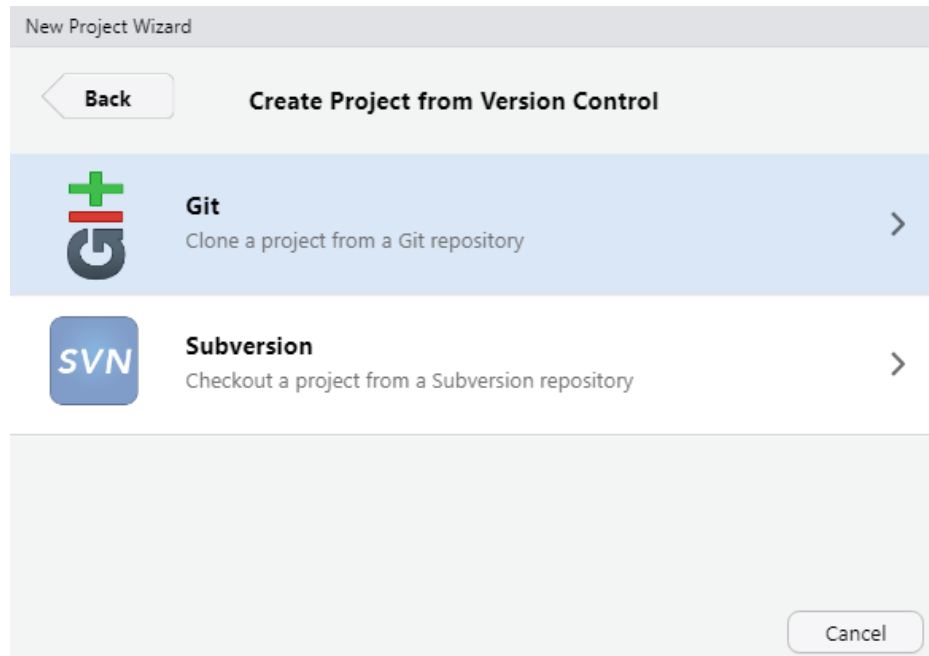 New Project Wizard
Back
Create Project from Version Control
git
Git
Clone a project from a Git repository
SVN
Subversion
Checkout a project from a Subversion repository
Cancel